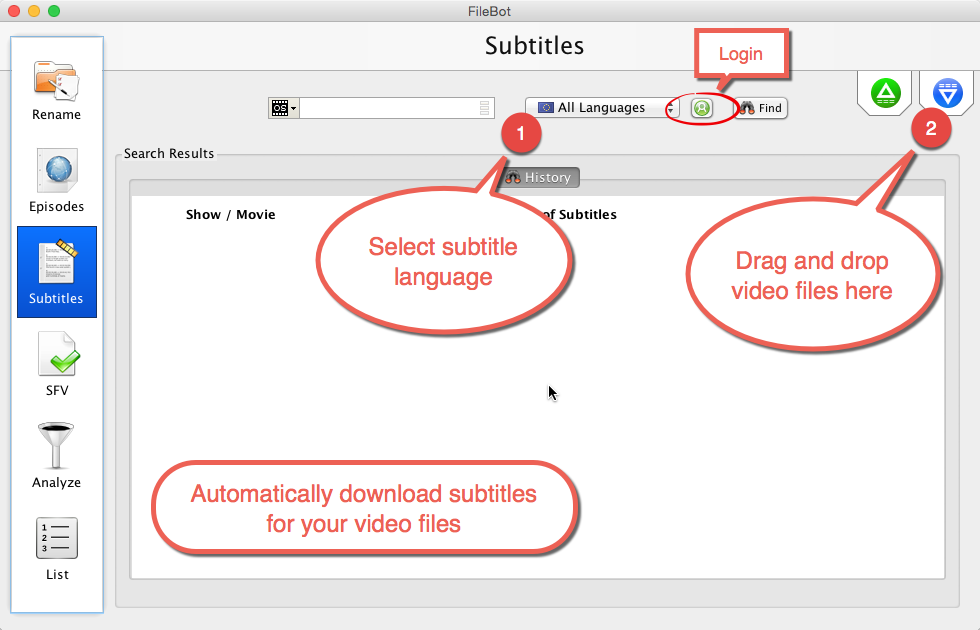 FileBot
Subtitles
Login
Rename
All Languages
Find
1
2
Search Results
History
Episodes
Show / Movie
of Subtitles
Select subtitle
language
Drag and drop
video files here
Subtitles
SFV
Analyze
Automatically download subtitles
for your video files
List